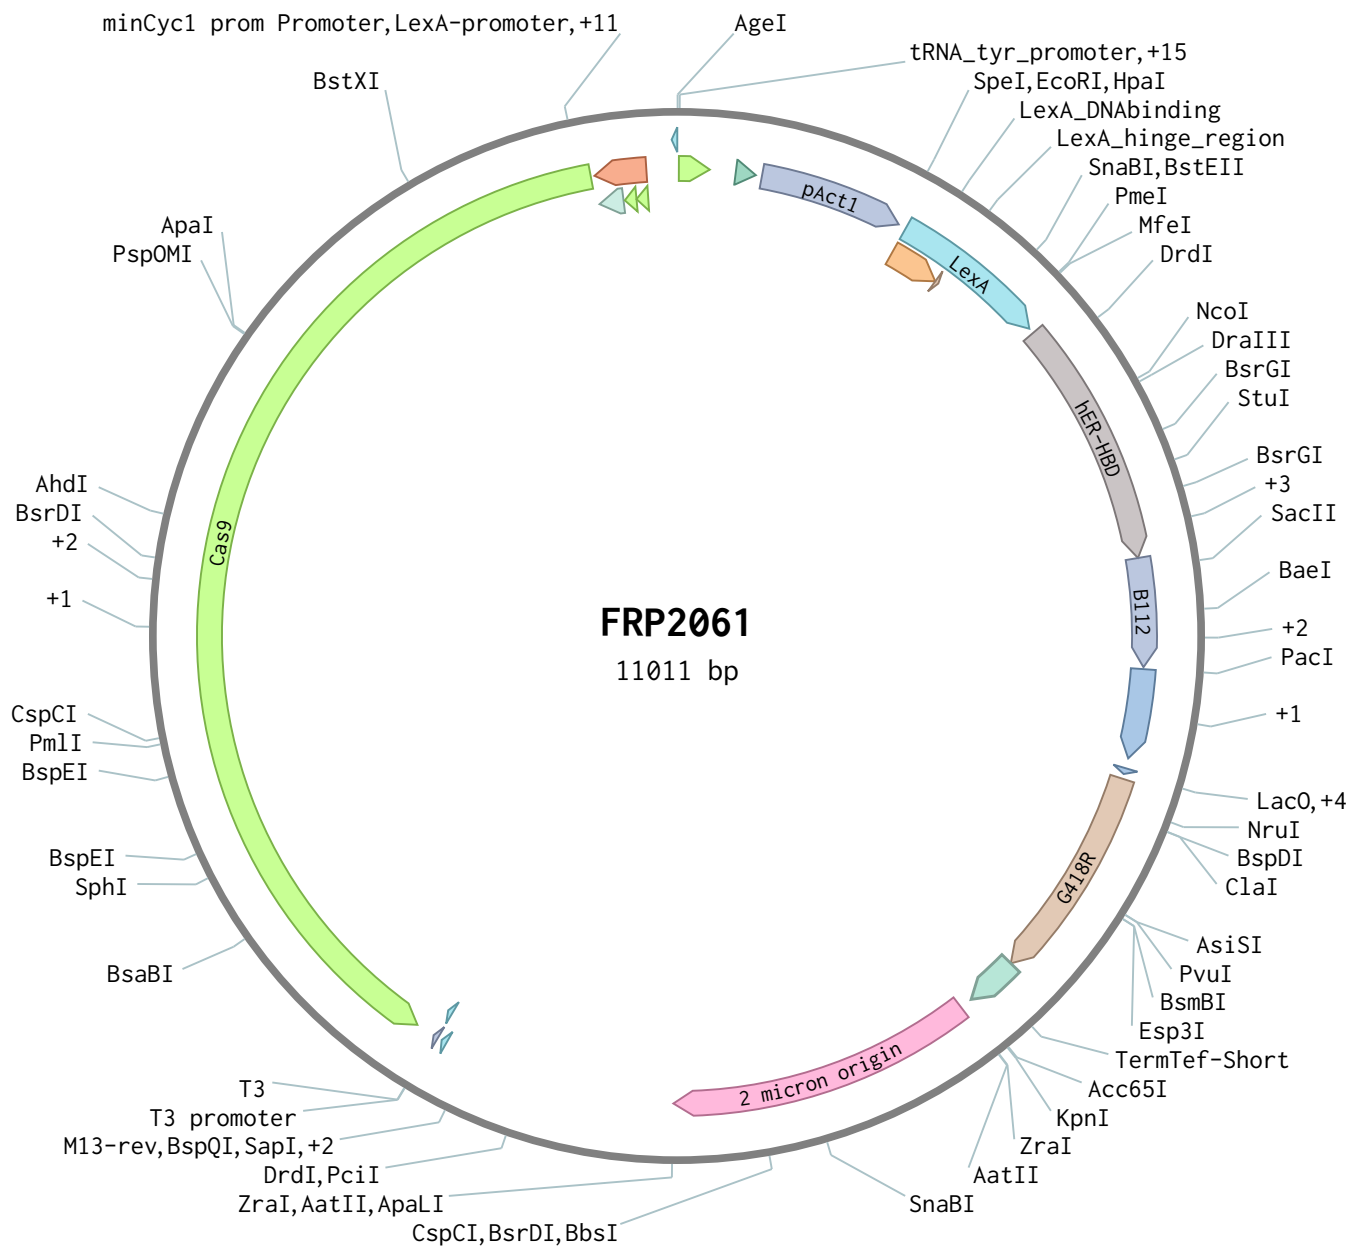 minCyc1 prom Promoter,LexA-promoter,+11
AgeI
tRNA_tyr_promoter,+15
BstXI
SpeI,EcoRI,HpaI
LexA_DNAbinding
LexA_hinge_region
SnaBI,BstEII
PmeI
MfeI
DrdI
ApaI
PspOMI
NcoI
DraIII
BsrGI
StuI
BsrGI
+3
SacII
BaeI
+2
PacI
+1
LacO,+4
NruI
BspDI
ClaI
AsiSI
PvuI
BsmBI
Esp3I
TermTef-Short
Acc65I
KpnI
ZraI
AatII
SnaBI
AhdI
BsrDI
+2
+1
CspCI
PmlI
BspEI
BspEI
SphI
BsaBI
T3
T3 promoter
M13-rev,BspQI,SapI,+2
DrdI,PciI
ZraI,AatII,ApaLI
CspCI,BsrDI,BbsI
pAct1
LexA
hER-HBD
B112
G418R
2 micron origin
Cas9
FRP2061
11011 bp